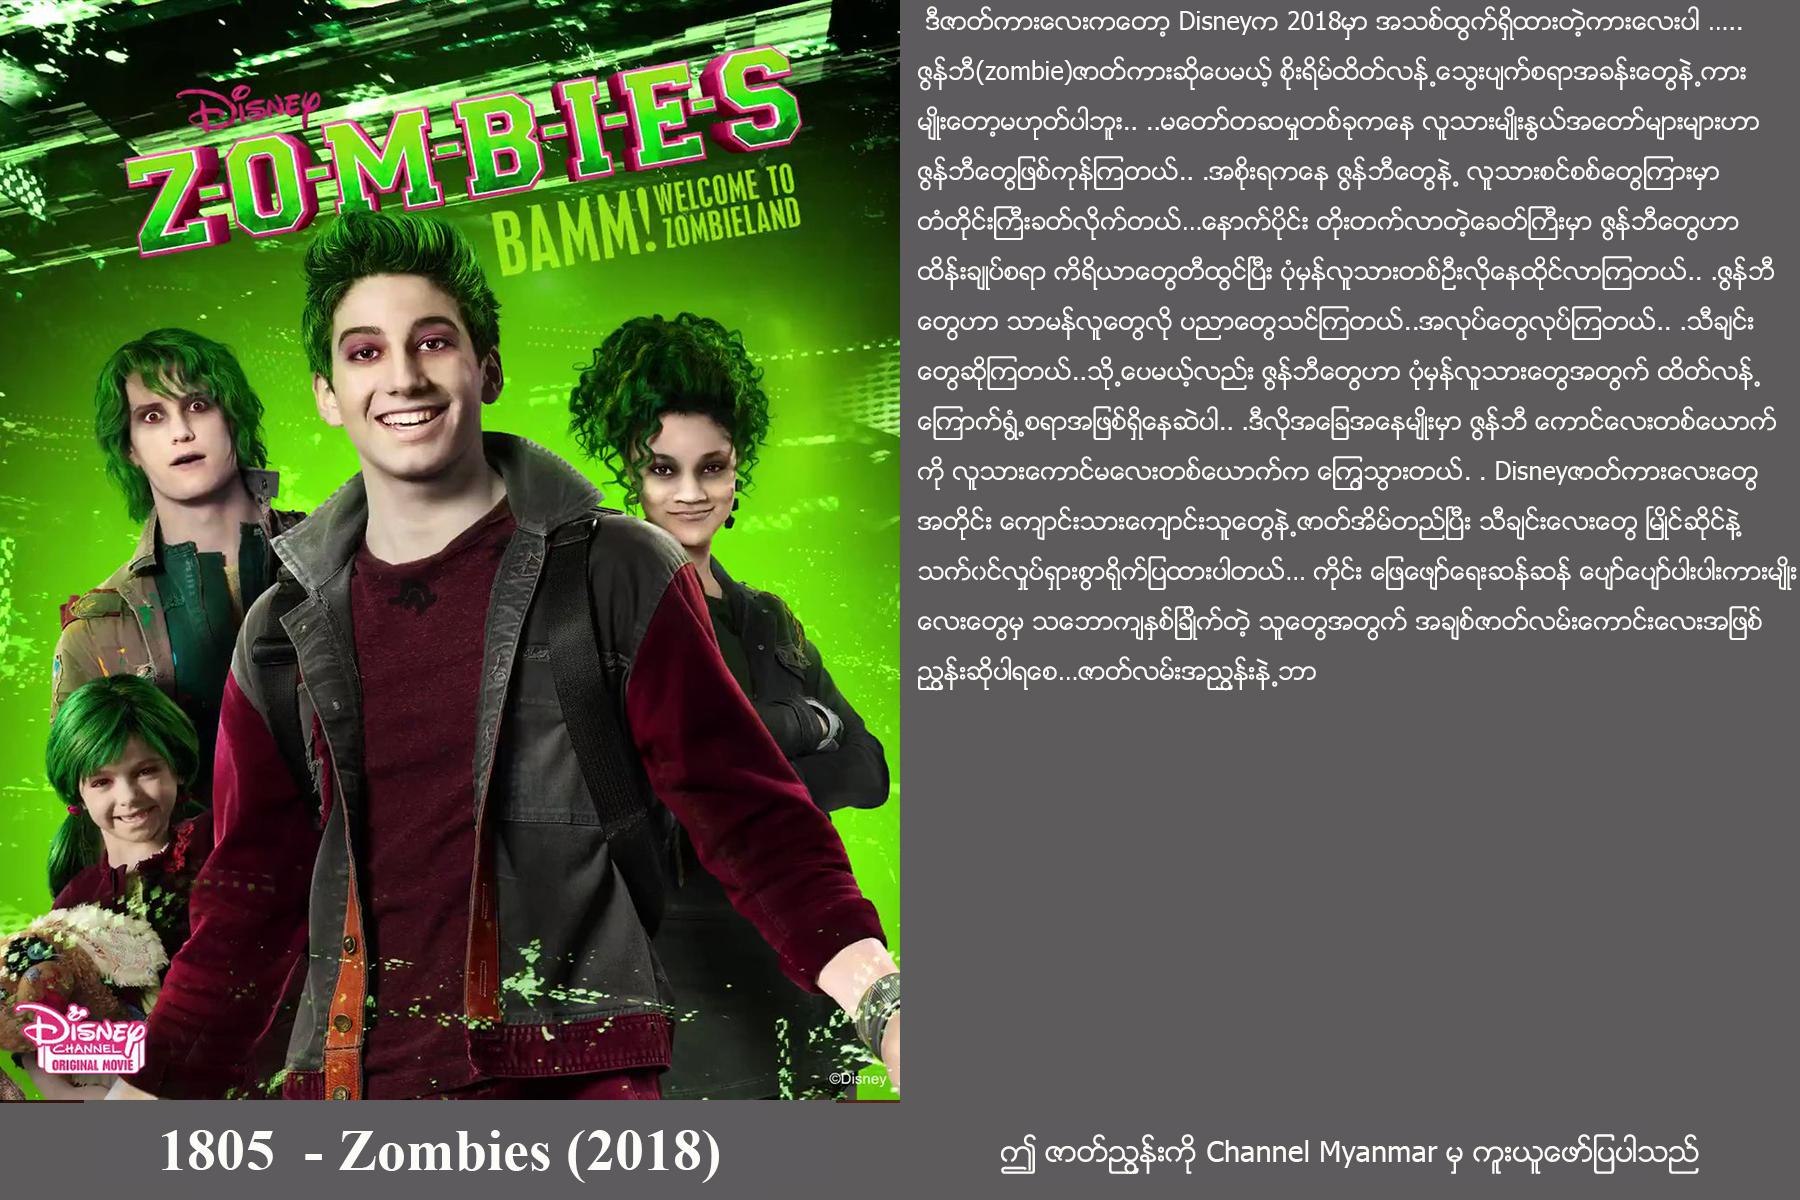 Disney
Z-O-M-B-I-E-S
BAMM! WELCOME TO
ZOMBIELAND
Disney
CHANNEL
ORIGINAL MOVIE
©Disney
1805 - Zombies (2018)
ဒီဇာတ်ကားလေးကတော့ Disneyက 2018မှာ အသစ်ထွက်ရှိထားတဲ့ကားလေးပါ .....
ဇွန်ဘီ(zombie)ဇာတ်ကားဆိုပေမယ့် စိုးရိမ်ထိတ်လန့်သွေးပျက်စရာအခန်းတွေနဲ့ကား
မျိုးတော့မဟုတ်ပါဘူး.. ..မတော်တဆမှုတစ်ခုကနေ လူသားမျိုးနွယ်အတော်များများဟာ
ဇွန်ဘီတွေဖြစ်ကုန်ကြတယ်.. .အစိုးရကနေ ဇွန်ဘီတွေနဲ့ လူသားစင်စစ်တွေကြားမှာ
တံတိုင်းကြီးခတ်လိုက်တယ်...နောက်ပိုင်း တိုးတက်လာတဲ့ခေတ်ကြီးမှာ ဇွန်ဘီတွေဟာ
ထိန်းချုပ်စရာ ကိရိယာတွေတီထွင်ပြီး ပုံမှန်လူသားတစ်ဦးလိုနေထိုင်လာကြတယ်.. .ဇွန်ဘီ
တွေဟာ သာမန်လူတွေလို ပညာတွေသင်ကြတယ်..အလုပ်တွေလုပ်ကြတယ်.. .သီချင်း
တွေဆိုကြတယ်..သို့ပေမယ့်လည်း ဇွန်ဘီတွေဟာ ပုံမှန်လူသားတွေအတွက် ထိတ်လန့်
ကြောက်ရွံ့စရာအဖြစ်ရှိနေဆဲပါ.. .ဒီလိုအခြေအနေမျိုးမှာ ဇွန်ဘီ ကောင်လေးတစ်ယောက်
ကို လူသားကောင်မလေးတစ်ယောက်က ကြွေသွားတယ်. . Disneyဇာတ်ကားလေးတွေ
အတိုင်း ကျောင်းသားကျောင်းသူတွေနဲ့ဇာတ်အိမ်တည်ပြီး သီချင်းလေးတွေ မြိုင်ဆိုင်နဲ့
သက်ဝင်လှုပ်ရှားစွာရိုက်ပြထားပါတယ်... ကိုင်း ဖြေဖျော်ရေးဆန်ဆန် ပျော်ပျော်ပါးပါးကားမျိုး
လေးတွေမှ သဘောကျနှစ်ခြိုက်တဲ့ သူတွေအတွက် အချစ်ဇာတ်လမ်းကောင်းလေးအဖြစ်
ညွှန်းဆိုပါရစေ...ဇာတ်လမ်းအညွှန်းနဲ့ဘာ
ဤ ဇာတ်ညွှန်းကို Channel Myanmar မှ ကူးယူဖော်ပြပါသည်